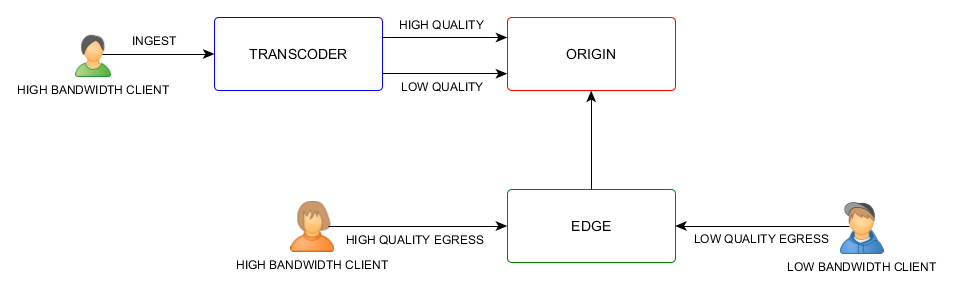 HIGH QUALITY
INGEST
TRANSCODER
ORIGIN
LOW QUALITY
HIGH BANDWIDTH CLIENT
EDGE
HIGH QUALITY EGRESS
LOW QUALITY EGRESS
HIGH BANDWIDTH CLIENT
LOW BANDWIDTH CLIENT